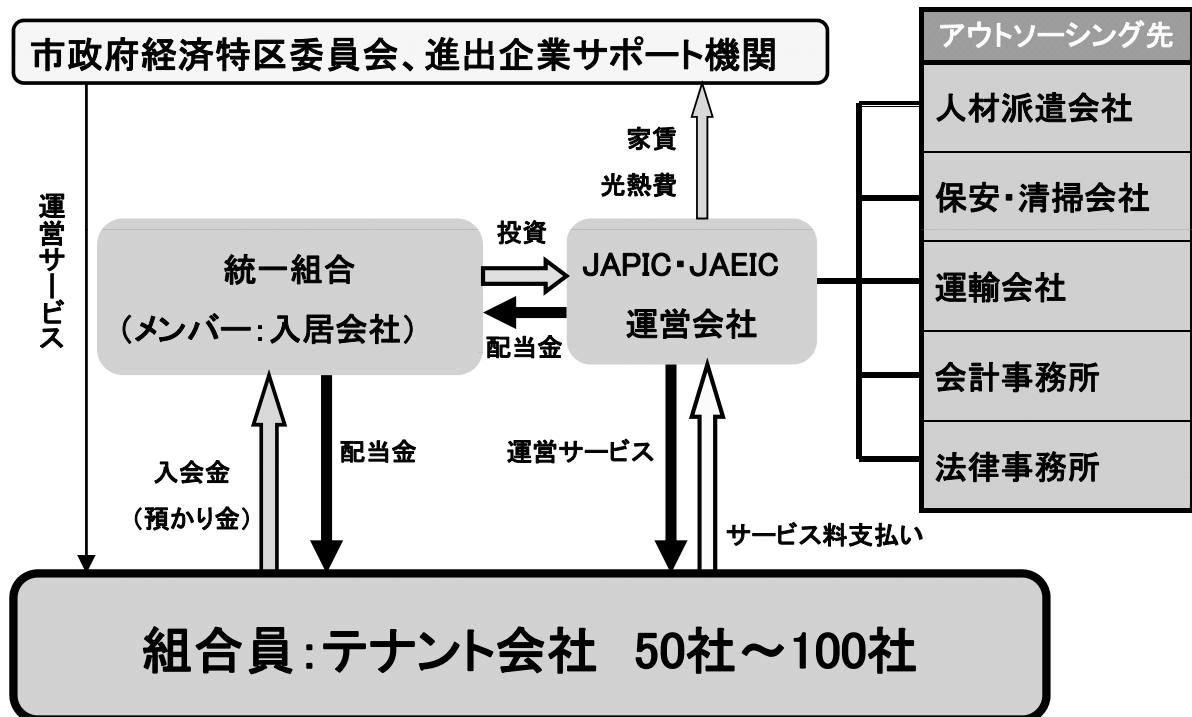 市政府経済特区委員会、進出企業サポート機関
アウトソーシング先
人材派遣会社
保安・清掃会社
運輸会社
会計事務所
法律事務所
家賃
光熱費
運営サービス
統一組合
（メンバー：入居会社）
投資
配当金
JAPIC・JAEIC
運営会社
入会金
（預かり金）
配当金
運営サービス
サービス料支払い
組合員：テナント会社　50社～100社